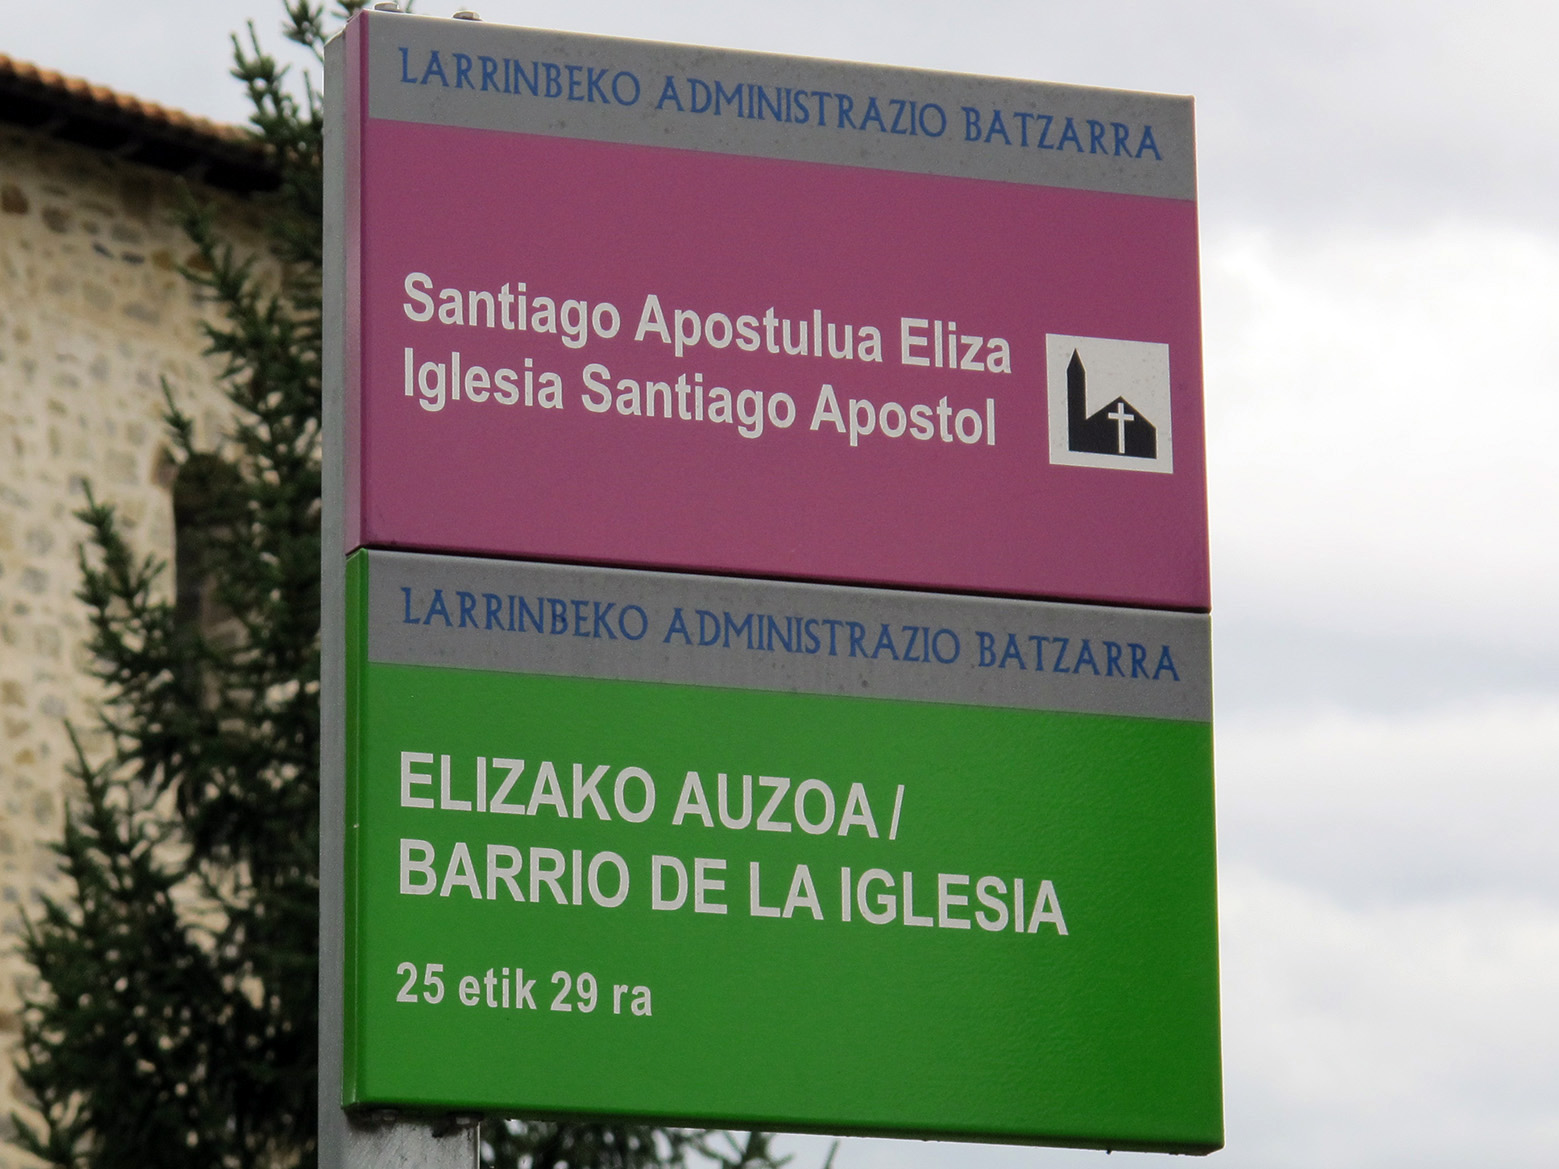 LARRINBEKO ADMINISTRAZIO BATZARRA
Santiago Apostulua Eliza
Iglesia Santiago Apostol
LARRINBEKO ADMINISTRAZIO BATZARRA
ELIZAKO AUZOA/
BARRIO DE LA IGLESIA
25 etik 29 ra